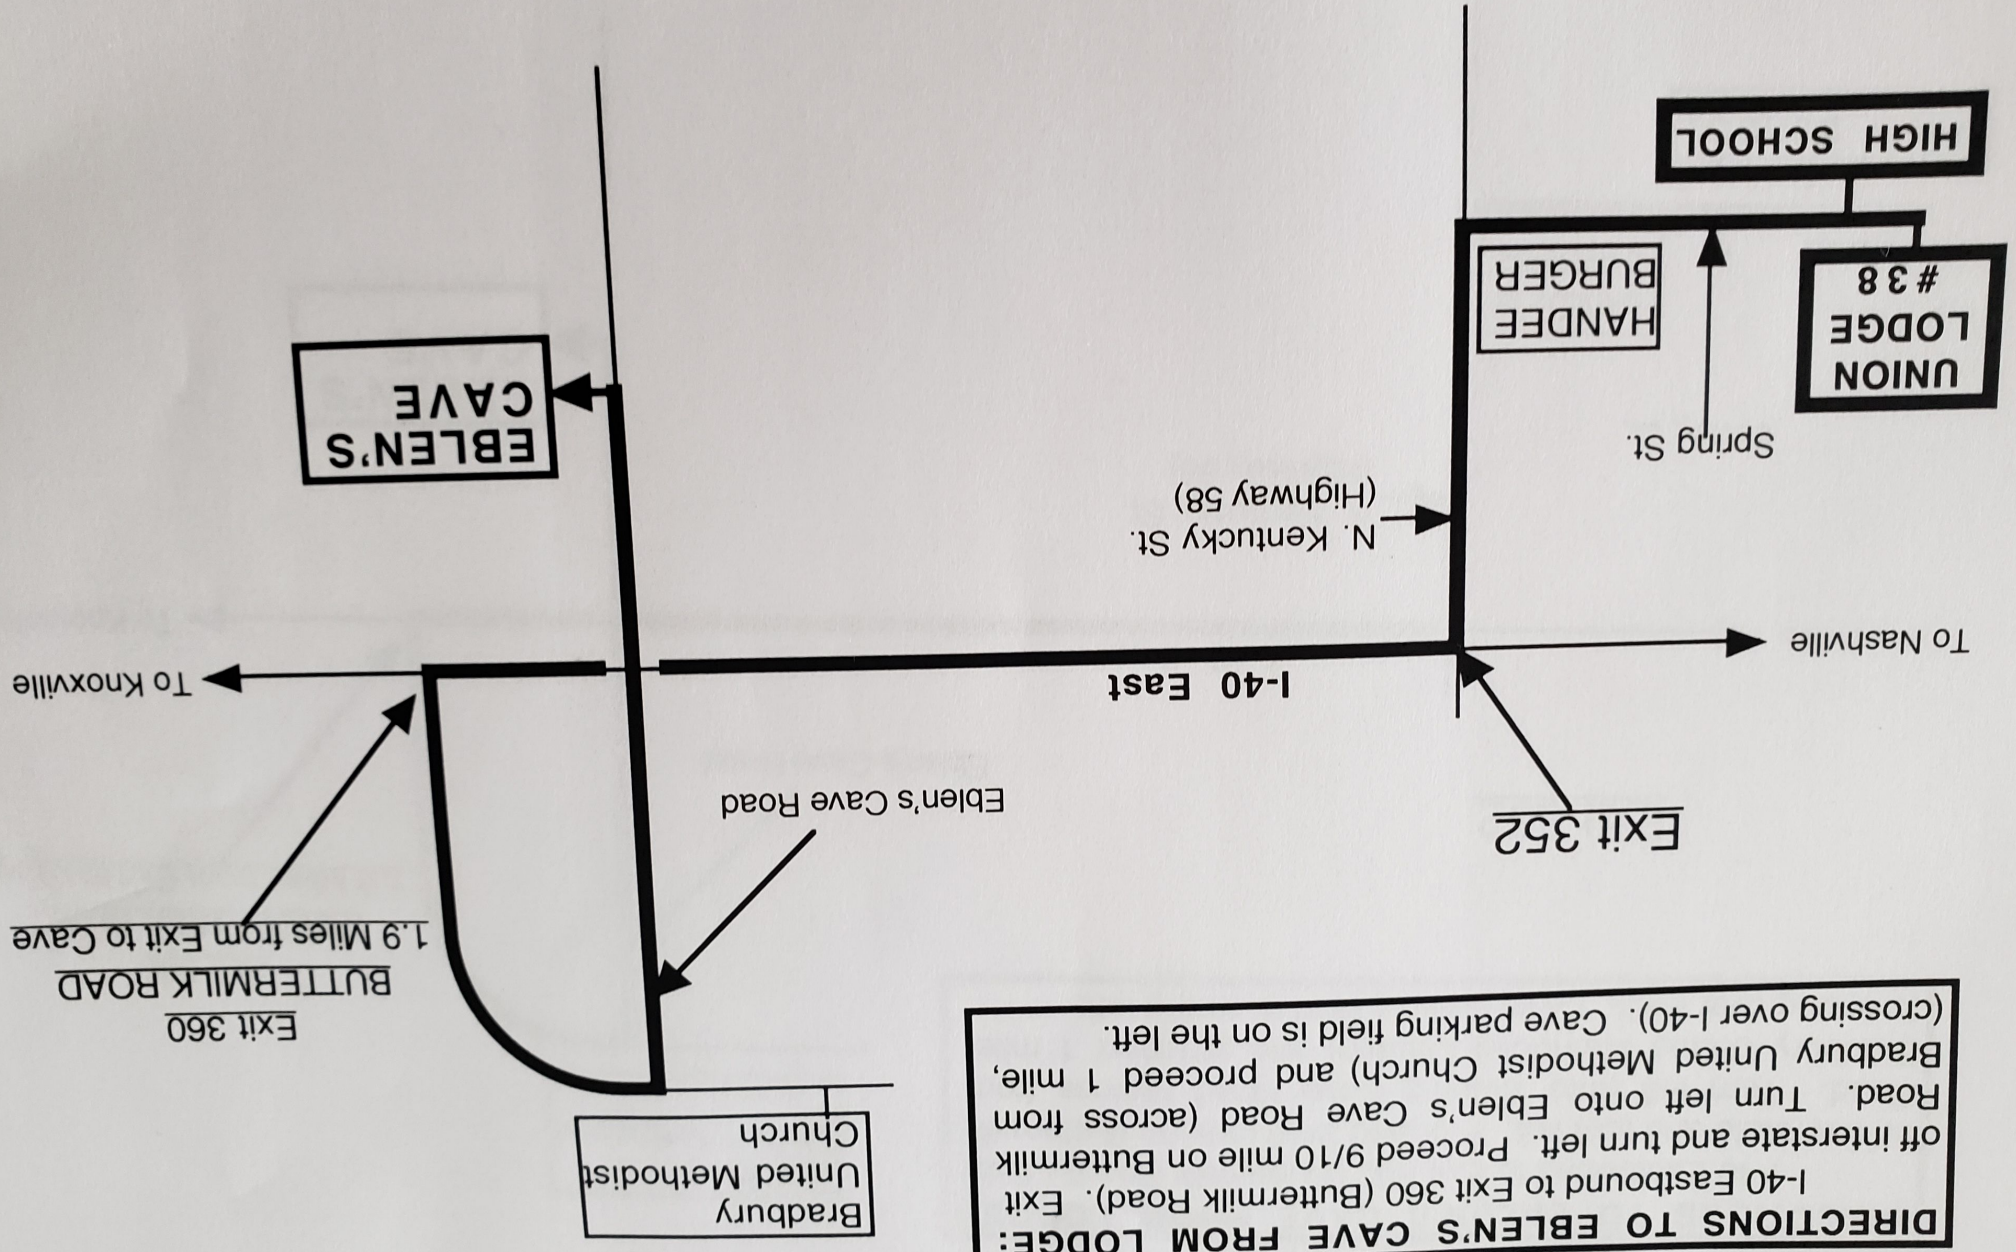 DIRECTIONS TO EBLEN'S CAVE FROM LODGE:
I-40 Eastbound to Exit 360 (Buttermilk Road). Exit
off interstate and turn left. Proceed 9/10 mile on Buttermilk
Road. Turn left onto Eblen's Cave Road (across from
Bradbury United Methodist Church) and proceed 1 mile,
(crossing over I-40). Cave parking field is on the left.
Bradbury
United Methodist
Church
Exit 360
BUTTERMILK ROAD
1.9 Miles from Exit to Cave
Exit 352
Eblen's Cave Road
I-40 East
To Nashville
To Knoxville
N. Kentucky St.
(Highway 58)
Spring St.
EBLEN'S
CAVE
UNION
LODGE
#38
HANDEE
BURGER
HIGH SCHOOL